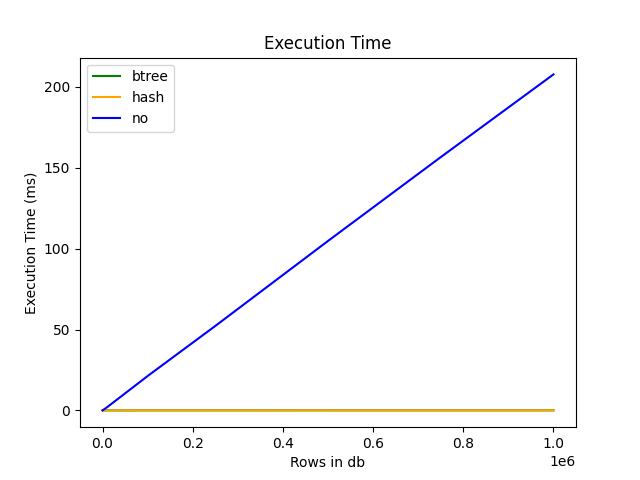 Execution Time
btree
hash
no
Execution Time (ms)
200
150
100
50
0
0.0 0.2 0.4 0.6 0.8 1.0
1e6
Rows in db